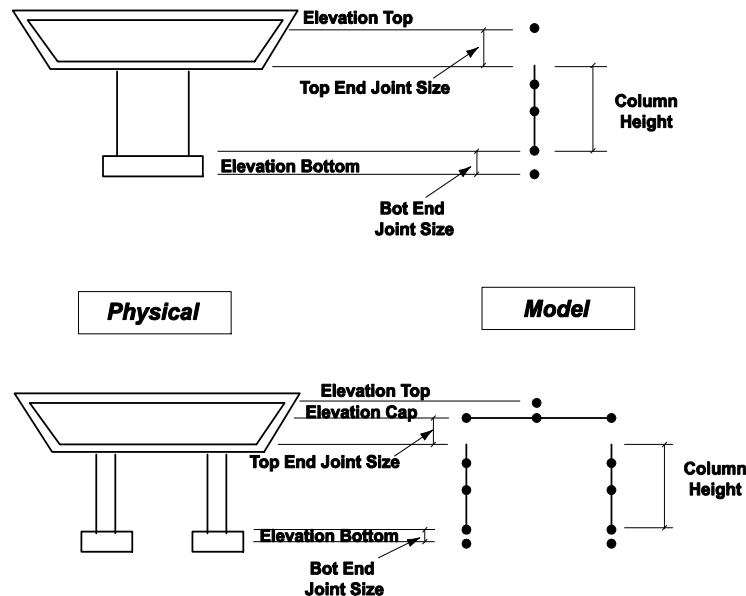 Elevation Top
Top End Joint Size
Column
Height
Elevation Bottom
Bot End
Joint Size
Physical
Model
Elevation Top
Elevation Cap
Top End Joint Size
Column
Height
Elevation Bottom
Bot End
Joint Size